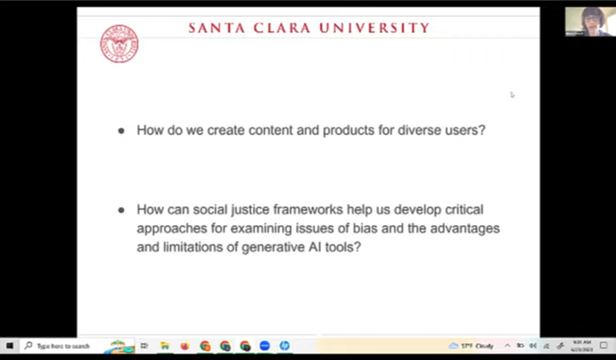 SANTA CLARA UNIVERSITY
● How do we create content and products for diverse users?
● How can social justice frameworks help us develop critical
approaches for examining issues of bias and the advantages
and limitations of generative AI tools?
Type here to search
57°F Cloudy